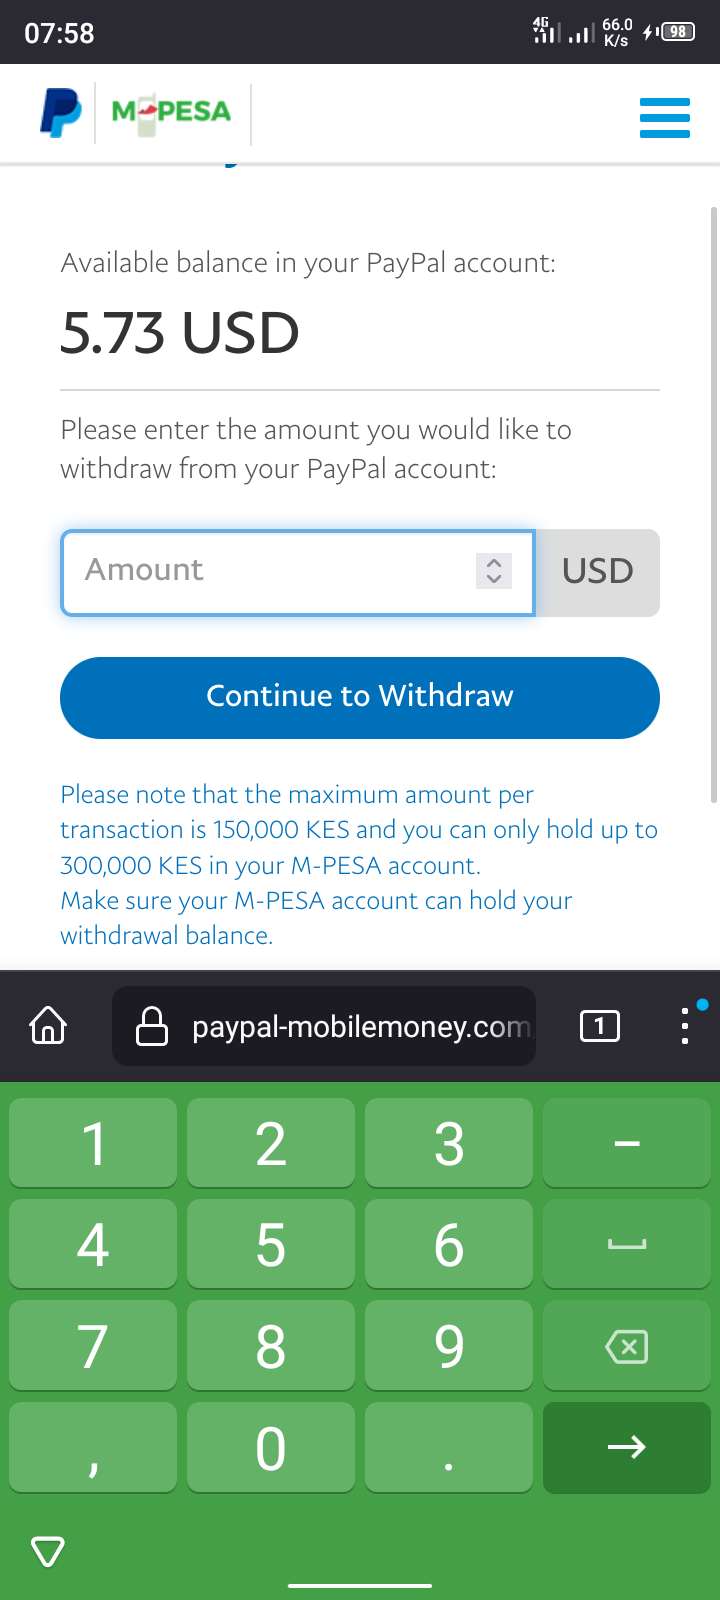 07:58
4G
66.0
K/s
98
M-PESA
Available balance in your PayPal account:
5.73 USD
Please enter the amount you would like to
withdraw from your PayPal account:
Amount
USD
Continue to Withdraw
Please note that the maximum amount per
transaction is 150,000 KES and you can only hold up to
300,000 KES in your M-PESA account.
Make sure your M-PESA account can hold your
withdrawal balance.
paypal-mobilemoney.com
1
1 2 3 –
4 5 6
7 8 9
, 0 .